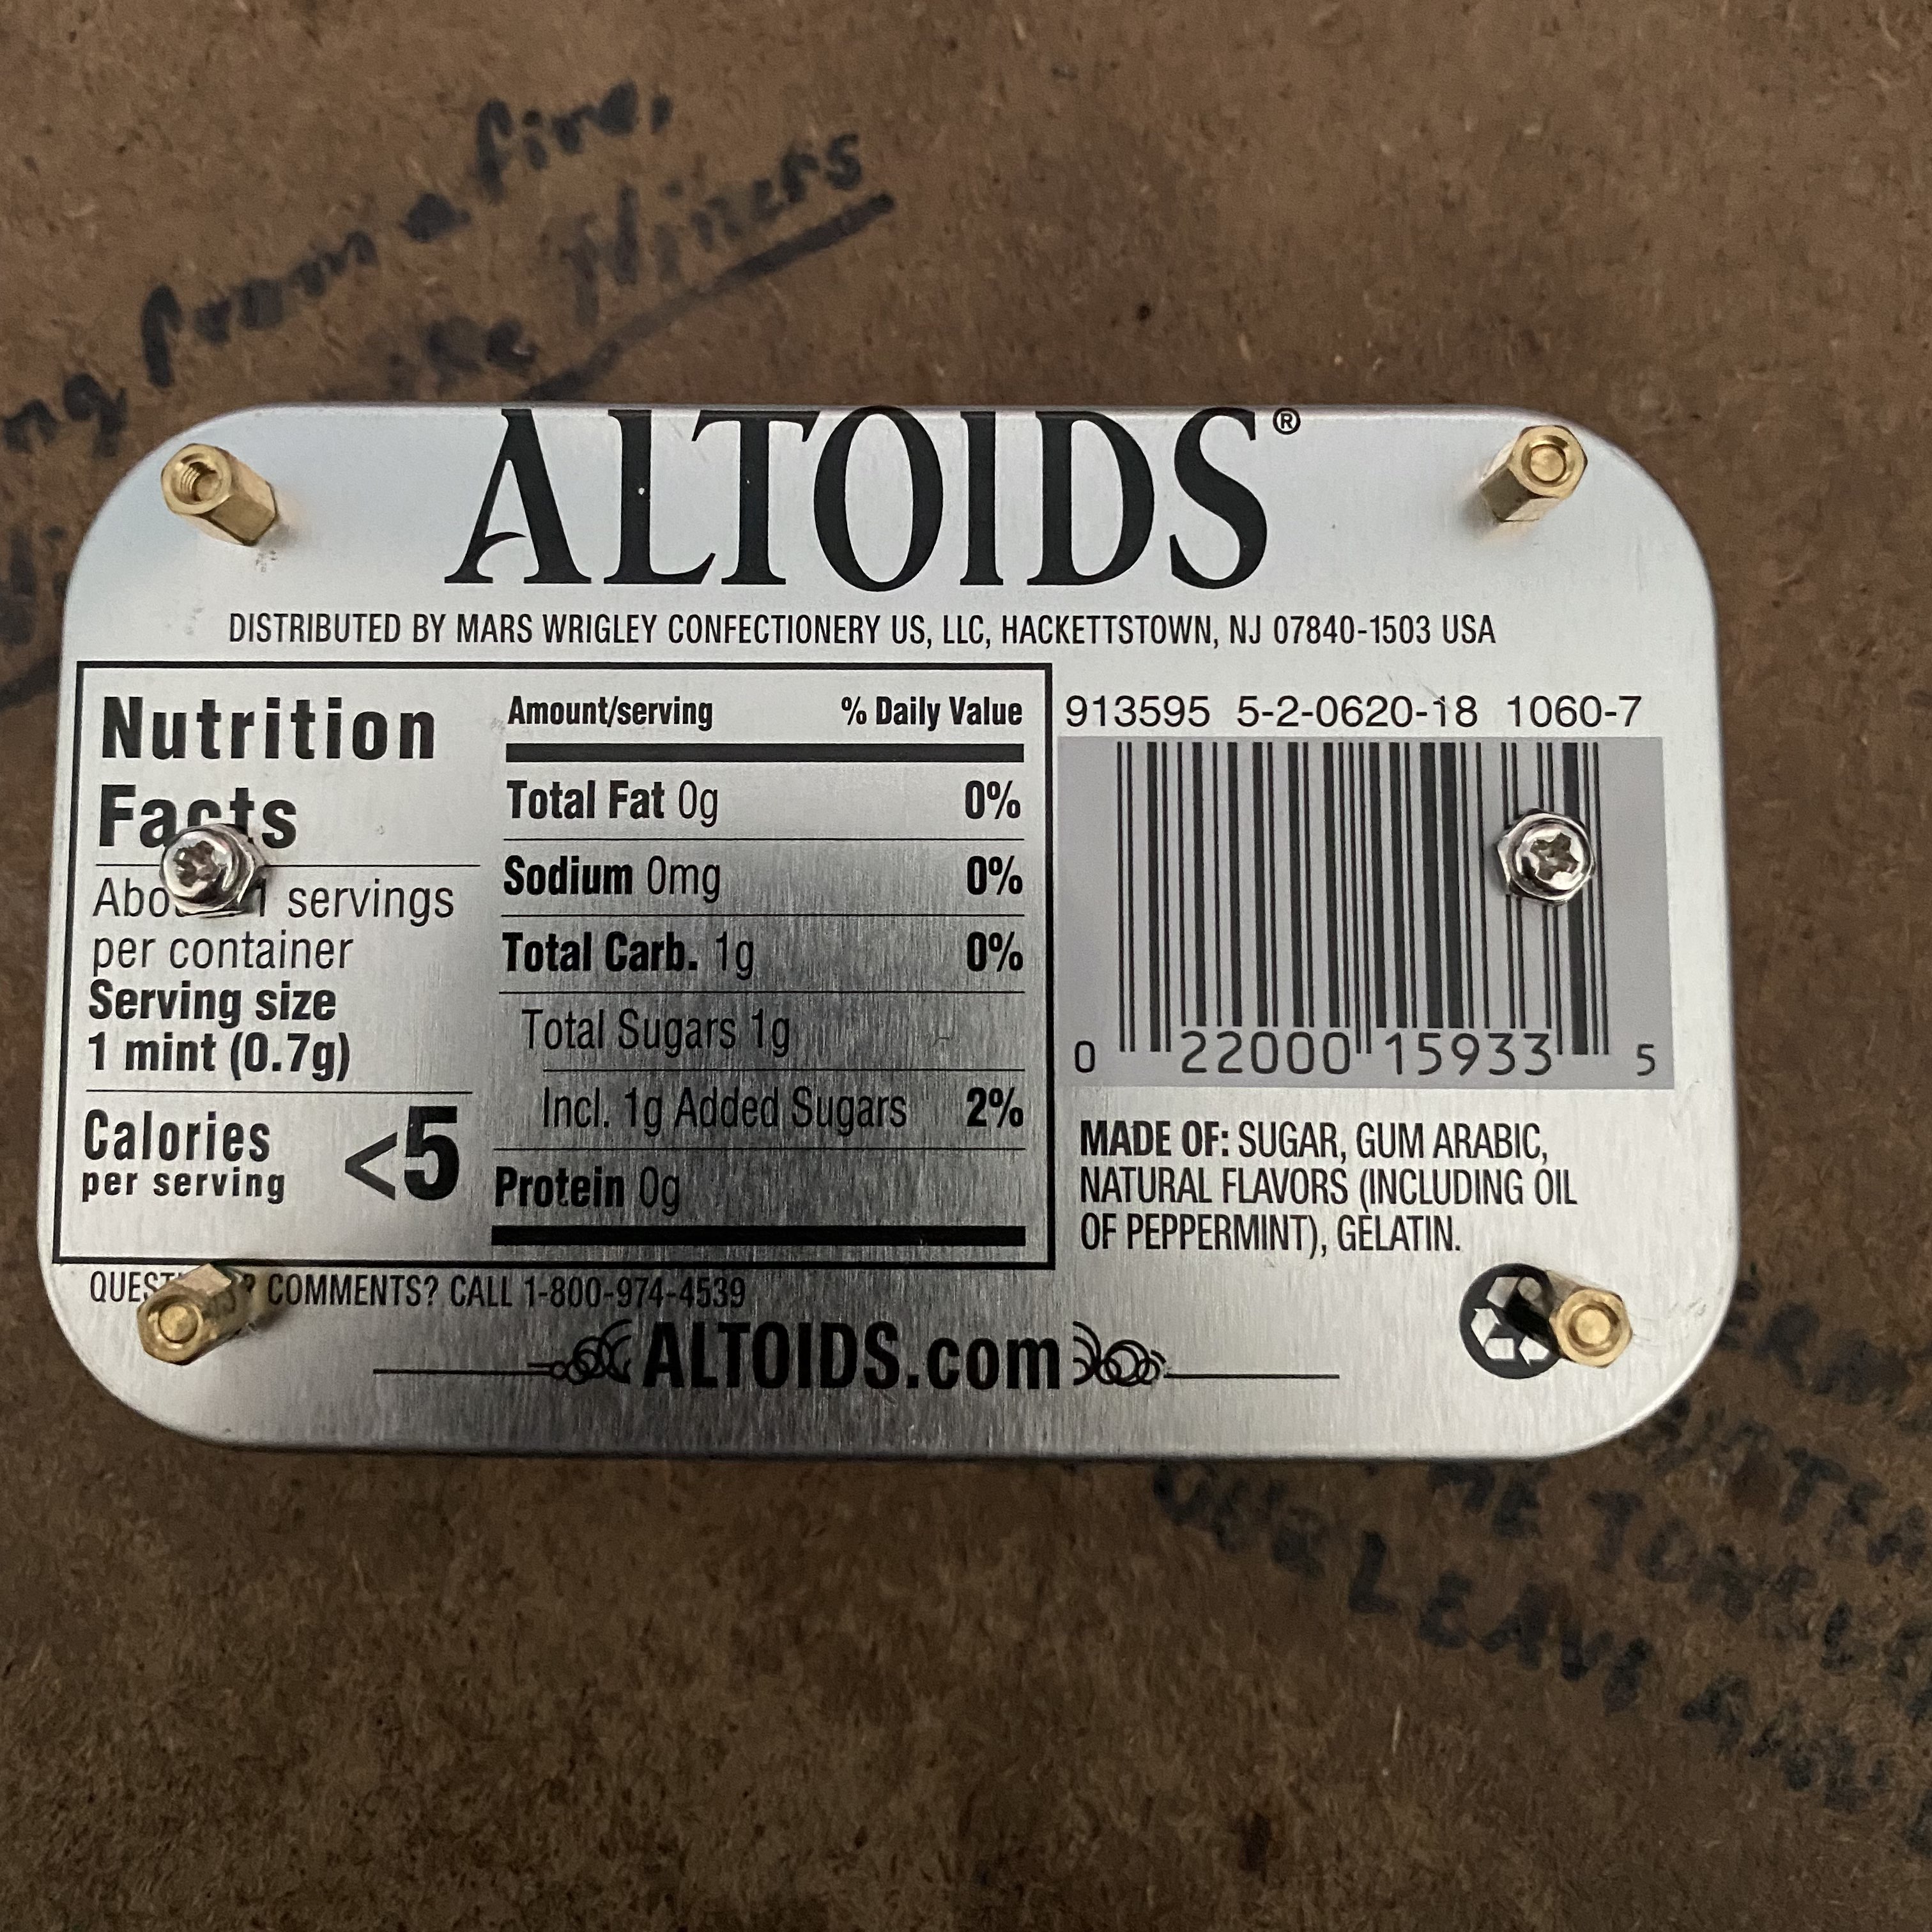 from a fire,
the pliners
ALTOIDS®
DISTRIBUTED BY MARS WRIGLEY CONFECTIONERY US, LLC, HACKETTSTOWN, NJ 07840-1503 USA
Nutrition
Facts
servings
per container
Serving size
1 mint (0.7g)
Calories
per serving
<5
Amount/serving % Daily Value
Total Fat 0g 0%
Sodium 0mg 0%
Total Carb. 1g 0%
Total Sugars 1g
Incl. 1g Added Sugars 2%
Protein 0g
913595 5-2-0620-18 1060-7
0 22000 15933 5
MADE OF: SUGAR, GUM ARABIC,
NATURAL FLAVORS (INCLUDING OIL
OF PEPPERMINT), GELATIN.
COMMENTS? CALL 1-800-974-4539
ALTOIDS.com
LEAVE